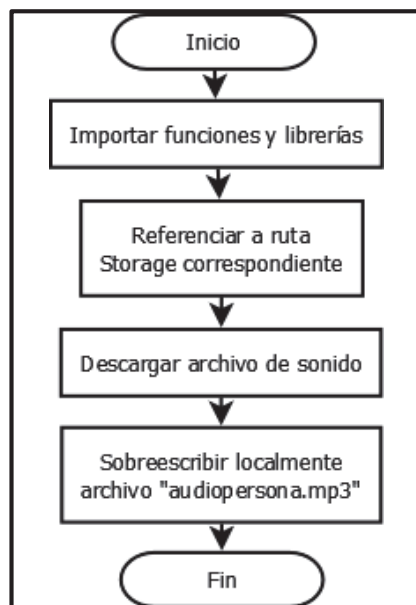 Inicio
Importar funciones y librerías
Referenciar a ruta
Storage correspondiente
Descargar archivo de sonido
Sobreescribir localmente
archivo "audiopersona.mp3"
Fin